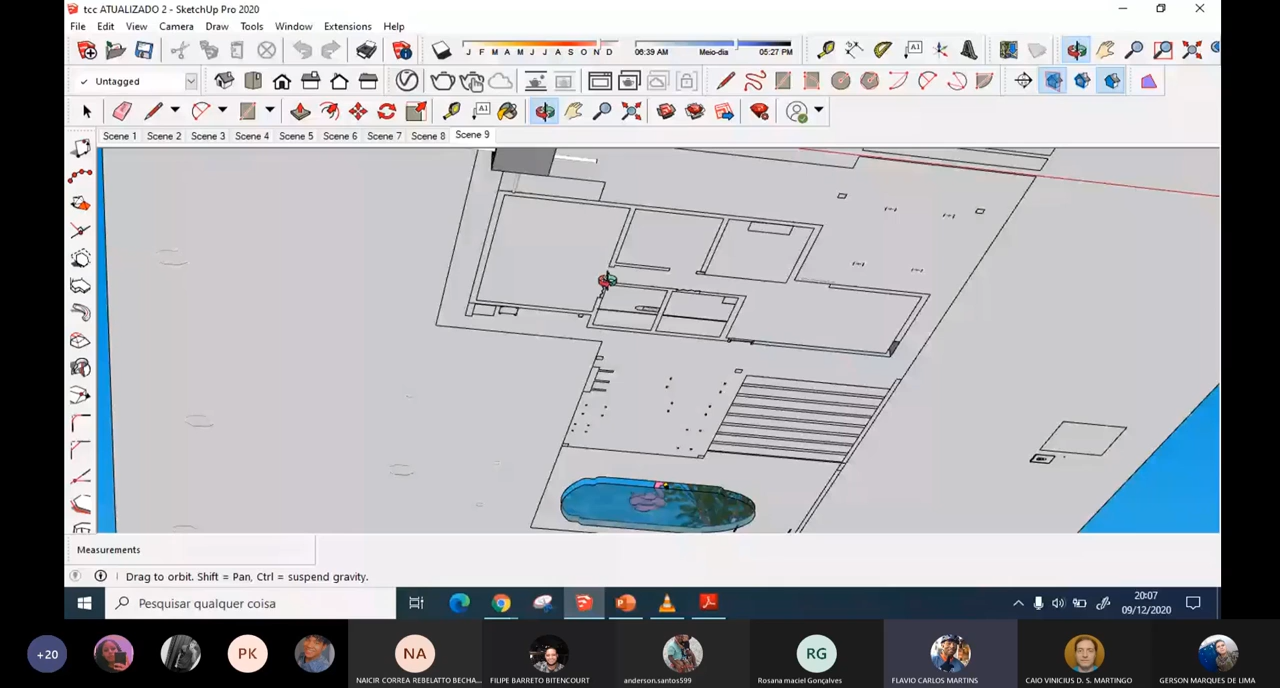 tcc ATUALIZADO 2 - SketchUp Pro 2020
File Edit View Camera Draw Tools Window Extensions Help
J F M A M J J A S O N D 06:39 AM Meio-dia 05:27 PM
Untagged
Scene 1 Scene 2 Scene 3 Scene 4 Scene 5 Scene 6 Scene 7 Scene 8 Scene 9
Measurements
Drag to orbit. Shift = Pan, Ctrl = suspend gravity.
Pesquisar qualquer coisa
20:07
09/12/2020
+20 PK NA RG
NAICIR CORREA REBELATTO BECHA... FILIPE BARRETO BITENCOURT anderson.santos599 Rosana maciel Gonçalves FLAVIO CARLOS MARTINS CAIO VINICIUS D. S. MARTINGO GERSON MARQUES DE LIMA